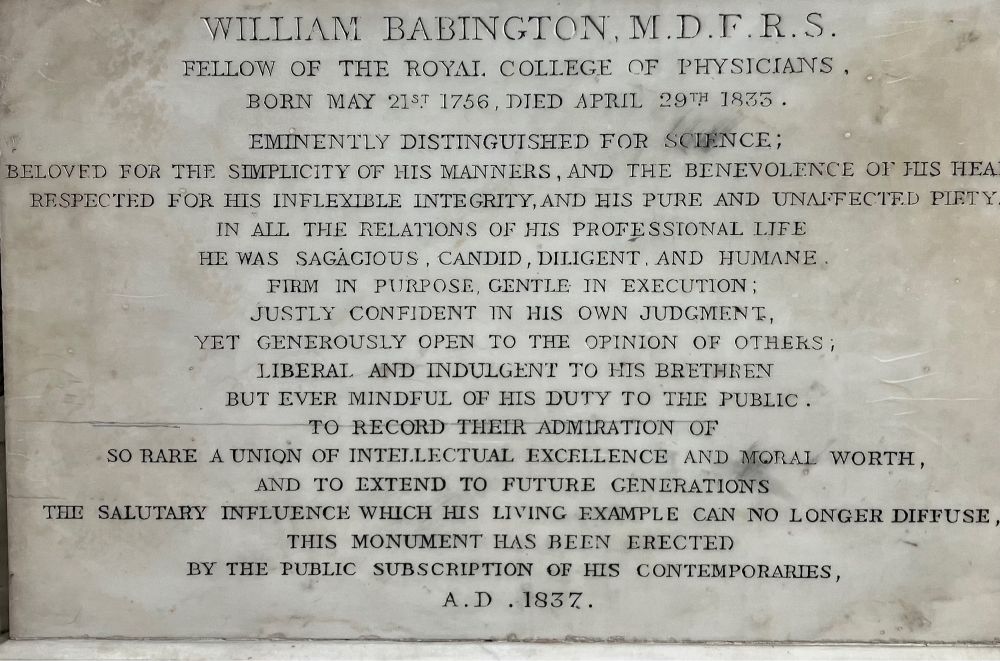 WILLIAM BABINGTON, M.D.F.R.S.
FELLOW OF THE ROYAL COLLEGE OF PHYSICIANS,
BORN MAY 21ST 1756, DIED APRIL 29TH 1833.
EMINENTLY DISTINGUISHED FOR SCIENCE;
BELOVED FOR THE SIMPLICITY OF HIS MANNERS, AND THE BENEVOLENCE OF HIS HEA
RESPECTED FOR HIS INFLEXIBLE INTEGRITY, AND HIS PURE AND UNAFFECTED PIETY.
IN ALL THE RELATIONS OF HIS PROFESSIONAL LIFE
HE WAS SAGACIOUS, CANDID, DILIGENT, AND HUMANE.
FIRM IN PURPOSE, GENTLE IN EXECUTION;
JUSTLY CONFIDENT IN HIS OWN JUDGMENT,
YET GENEROUSLY OPEN TO THE OPINION OF OTHERS;
LIBERAL AND INDULGENT TO HIS BRETHREN
BUT EVER MINDFUL OF HIS DUTY TO THE PUBLIC.
TO RECORD THEIR ADMIRATION OF
SO RARE A UNION OF INTELLECTUAL EXCELLENCE AND MORAL WORTH,
AND TO EXTEND TO FUTURE GENERATIONS
THE SALUTARY INFLUENCE WHICH HIS LIVING EXAMPLE CAN NO LONGER DIFFUSE,
THIS MONUMENT HAS BEEN ERECTED
BY THE PUBLIC SUBSCRIPTION OF HIS CONTEMPORARIES,
A.D. 1837.